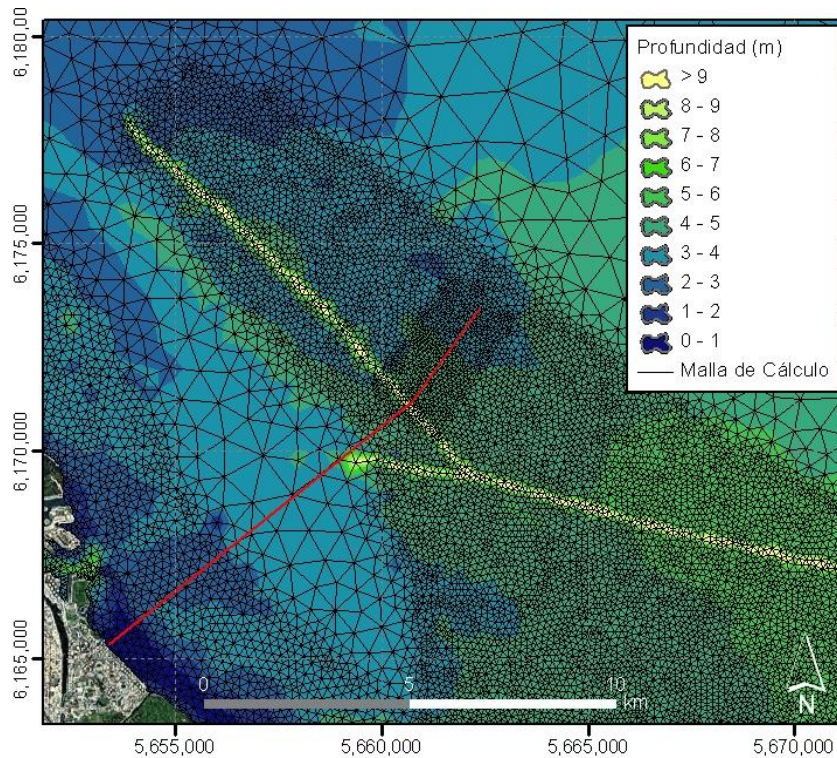 6,180,00
6,175,000
6,170,000
6,165,000
Profundidad (m)
> 9
8 - 9
7 - 8
6 - 7
5 - 6
4 - 5
3 - 4
2 - 3
1 - 2
0 - 1
Malla de Cálculo
0 5 10
km
N
5,655,000 5,660,000 5,665,000 5,670,000